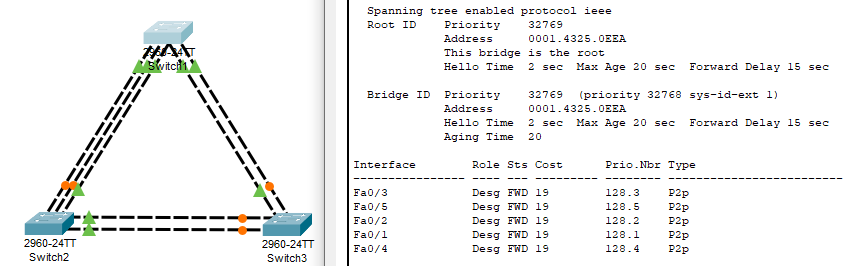 2960-24TT
Switch1
2960-24TT
Switch2
2960-24TT
Switch3
Spanning tree enabled protocol ieee
Root ID Priority 32769
Address 0001.4325.0EEA
This bridge is the root
Hello Time 2 sec Max Age 20 sec Forward Delay 15 sec
Bridge ID Priority 32769 (priority 32768 sys-id-ext 1)
Address 0001.4325.0EEA
Hello Time 2 sec Max Age 20 sec Forward Delay 15 sec
Aging Time 20
Interface Role Sts Cost Prio.Nbr Type
---------------- ---- --- --------- -------- --------------------------------
Fa0/3 Desg FWD 19 128.3 P2p
Fa0/5 Desg FWD 19 128.5 P2p
Fa0/2 Desg FWD 19 128.2 P2p
Fa0/1 Desg FWD 19 128.1 P2p
Fa0/4 Desg FWD 19 128.4 P2p